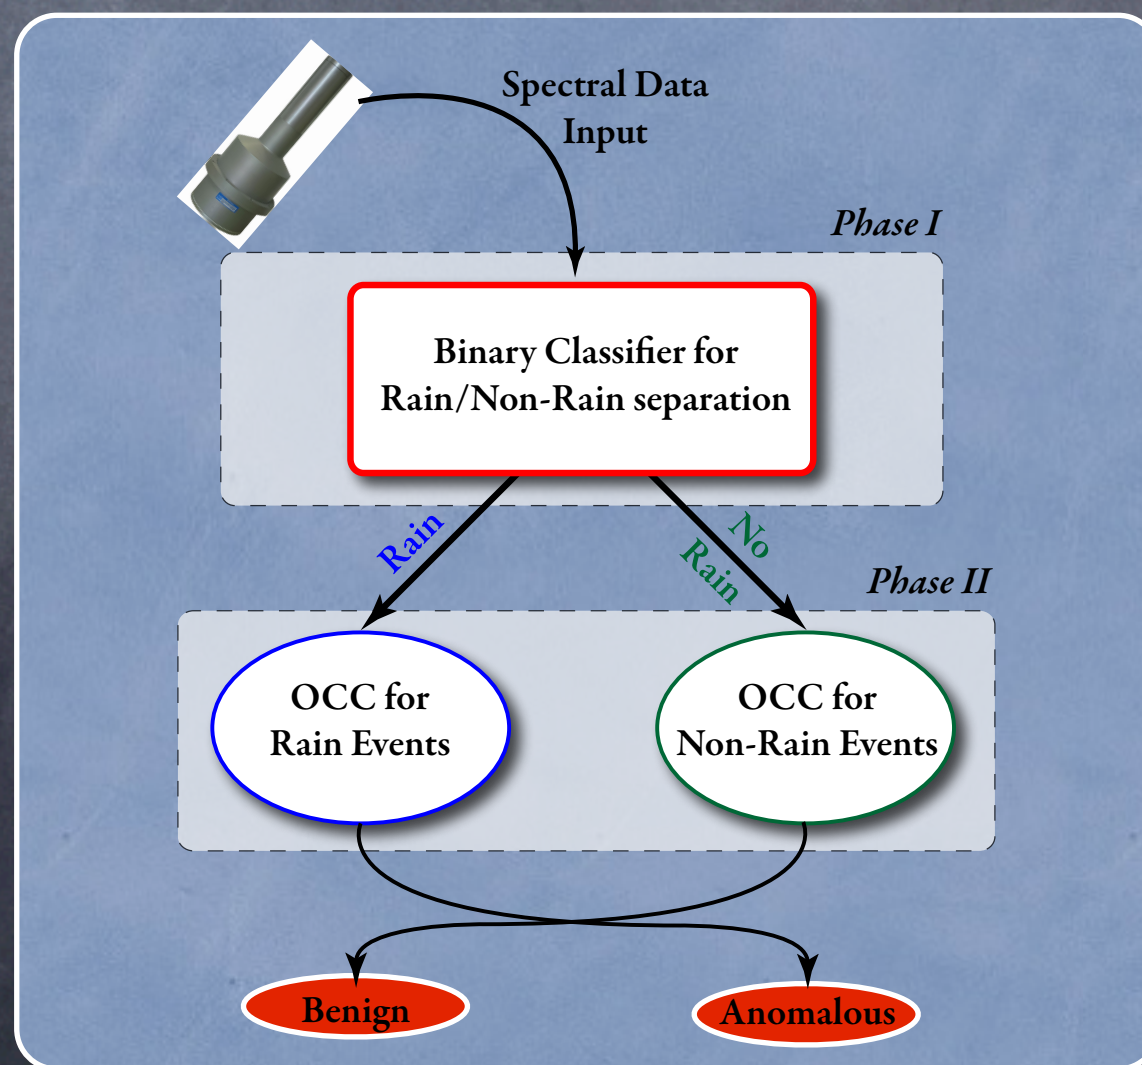 Spectral Data
Input
Phase I
Binary Classifier for
Rain/Non-Rain separation
Rain
No
Rain
Phase II
OCC for
Rain Events
OCC for
Non-Rain Events
Benign
Anomalous